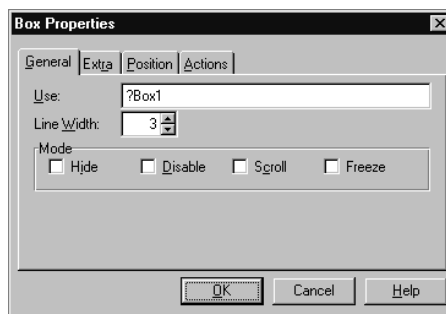 Box Properties
General Extra Position Actions
Use: ?Box1
Line Width: 3
Mode
Hide Disable Scroll Freeze
OK Cancel Help